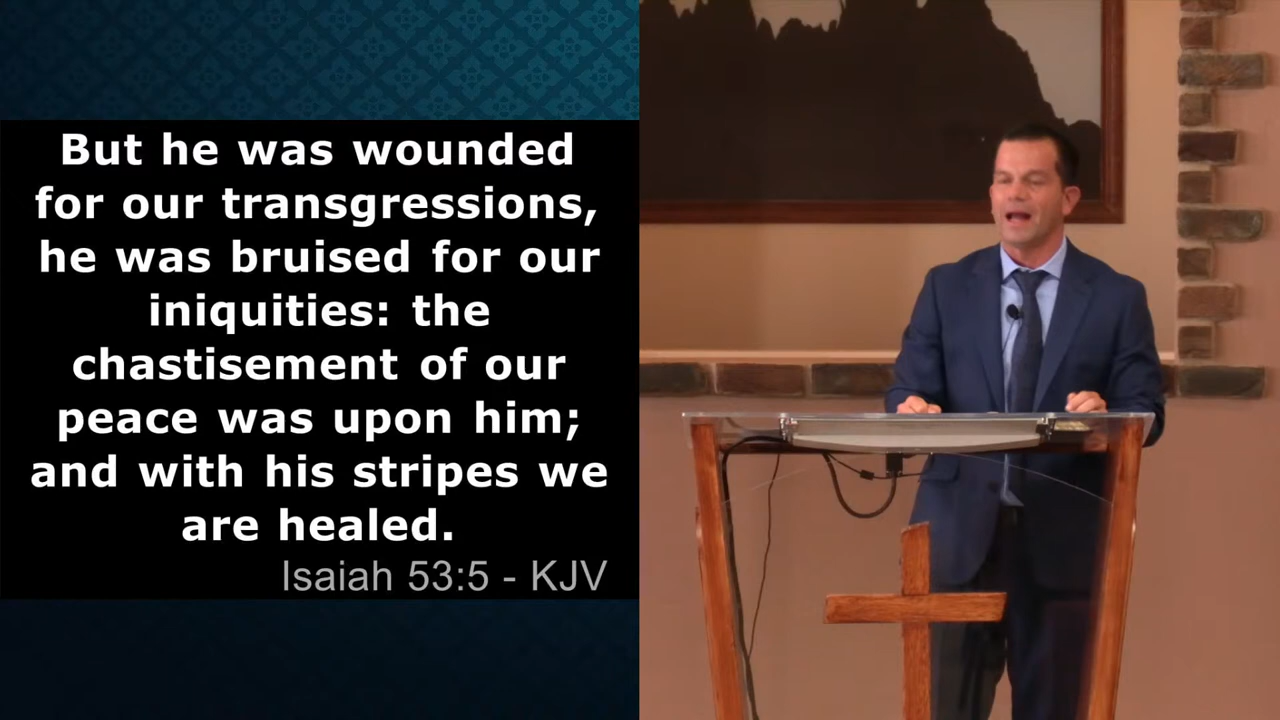 But he was wounded
for our transgressions,
he was bruised for our
iniquities: the
chastisement of our
peace was upon him;
and with his stripes we
are healed.
Isaiah 53:5 - KJV